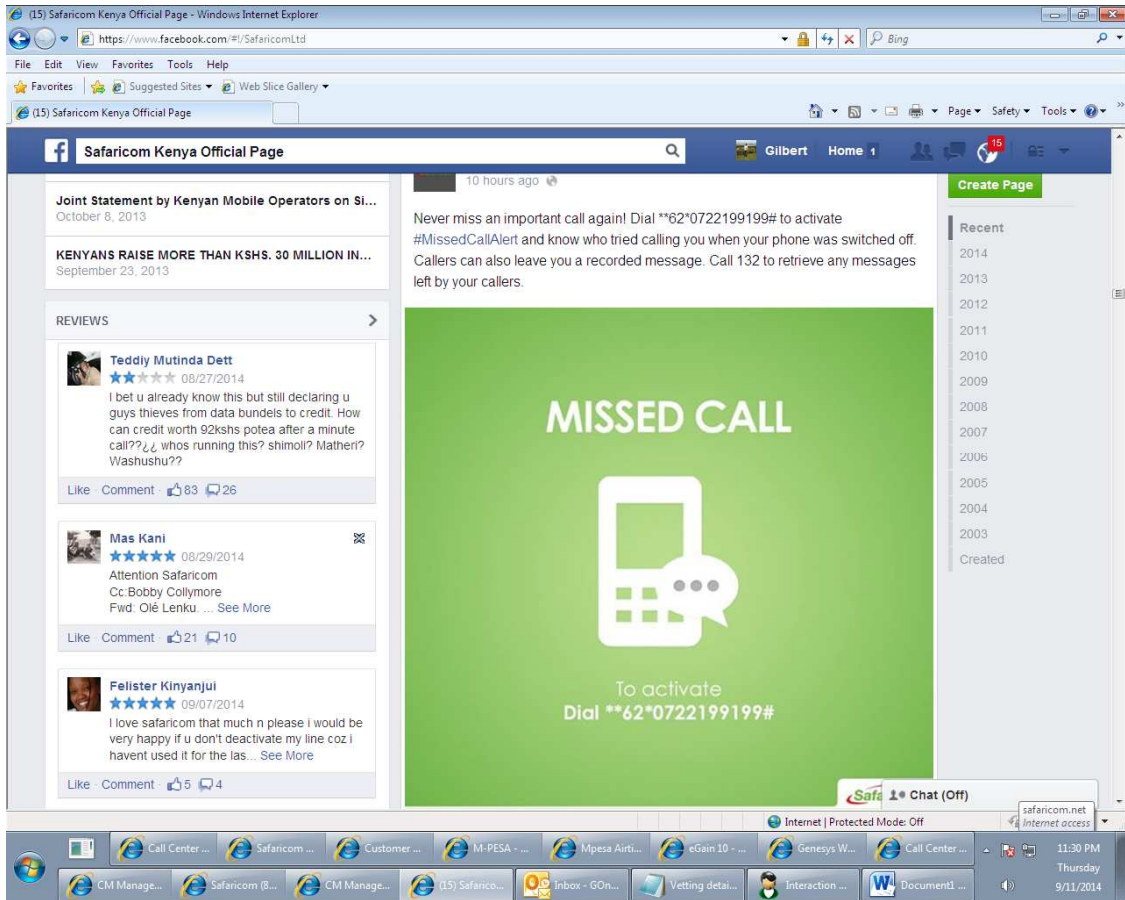 (15) Safaricom Kenya Official Page - Windows Internet Explorer
https://www.facebook.com/#!/SafaricomLtd
Bing
File Edit View Favorites Tools Help
Favorites Suggested Sites Web Slice Gallery
(15) Safaricom Kenya Official Page
Page Safety Tools
Safaricom Kenya Official Page
Gilbert Home 1
15
Joint Statement by Kenyan Mobile Operators on Si...
October 8, 2013
KENYANS RAISE MORE THAN KSHS. 30 MILLION IN...
September 23, 2013
REVIEWS
Teddiy Mutinda Dett
08/27/2014
I bet u already know this but still declaring u
guys thieves from data bundels to credit. How
can credit worth 92kshs potea after a minute
call??¿¿ whos running this? shimoli? Matheri?
Washushu??
Like · Comment · 83 26
Mas Kani
08/29/2014
Attention Safaricom
Cc:Bobby Collymore
Fwd: Olé Lenku. ... See More
Like · Comment · 21 10
Felister Kinyanjui
09/07/2014
I love safaricom that much n please i would be
very happy if u don't deactivate my line coz i
havent used it for the las... See More
Like · Comment · 5 4
10 hours ago
Never miss an important call again! Dial **62*0722199199# to activate
#MissedCallAlert and know who tried calling you when your phone was switched off.
Callers can also leave you a recorded message. Call 132 to retrieve any messages
left by your callers.
MISSED CALL
To activate
Dial **62*0722199199#
Safa
Create Page
Recent
2014
2013
2012
2011
2010
2009
2008
2007
2006
2005
2004
2003
Created
Chat (Off)
safaricom.net
Internet access
Internet | Protected Mode: Off
Call Center ... Safaricom ... Customer ... M-PESA - ... Mpesa Airti... eGain 10 - ... Genesys W... Call Center ...
CM Manage... Safaricom (B... CM Manage... (15) Safarico... Inbox - GOn... Vetting detai... Interaction ... Document1 ...
11:30 PM
Thursday
9/11/2014